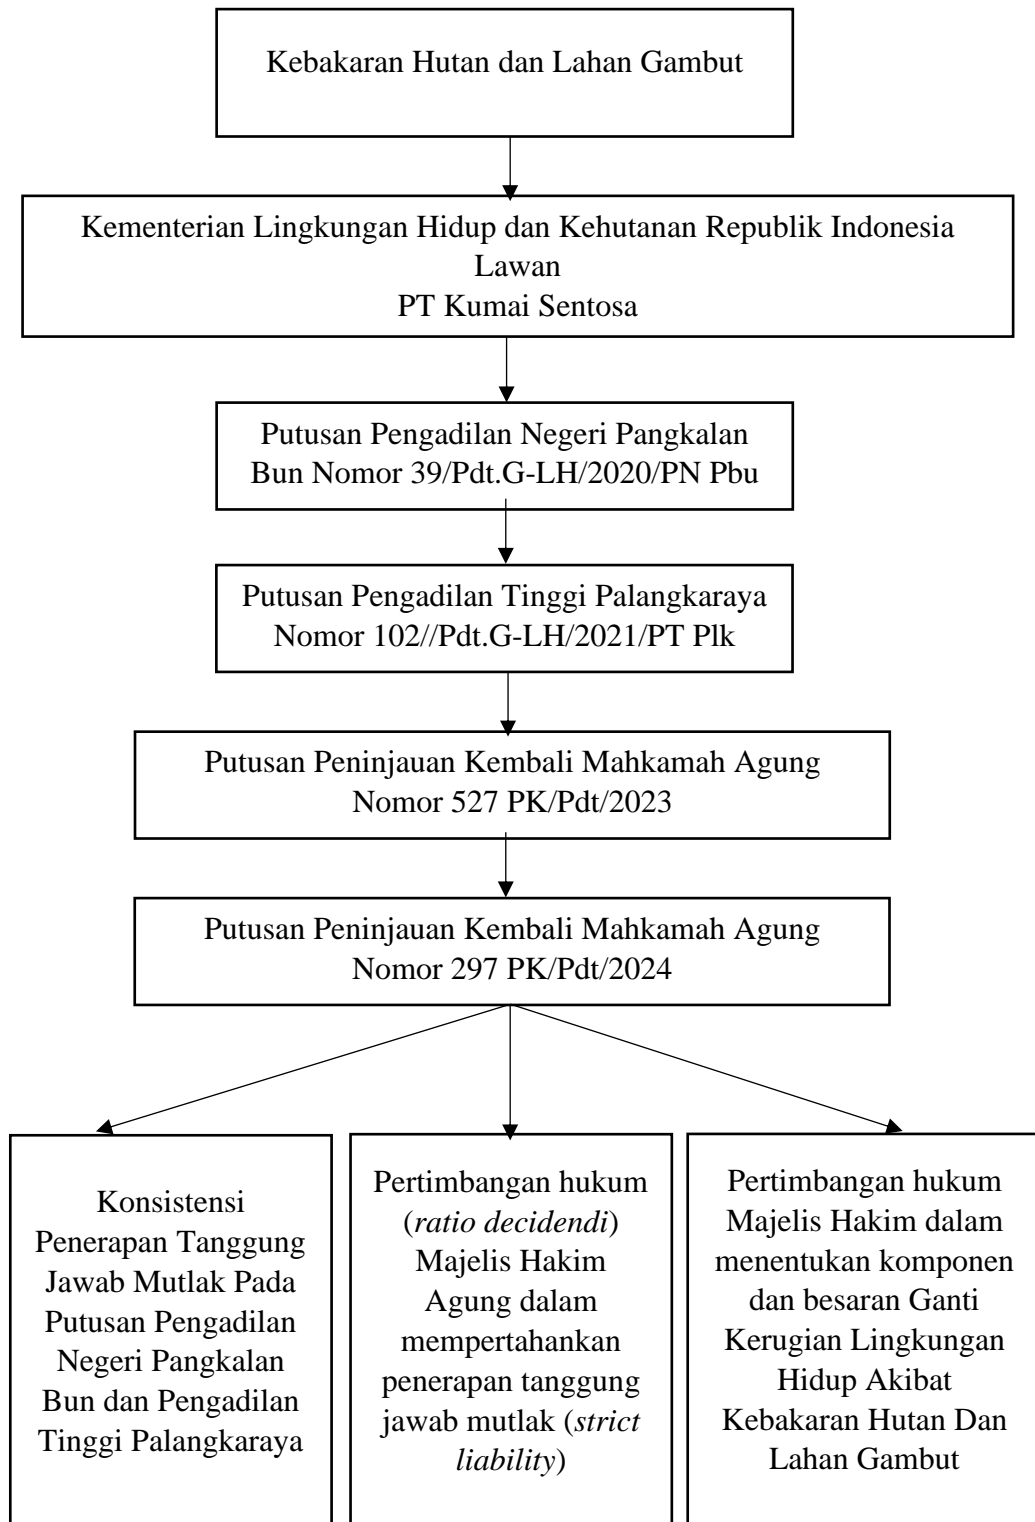 Kebakaran Hutan dan Lahan Gambut
Kementerian Lingkungan Hidup dan Kehutanan Republik Indonesia
Lawan
PT Kumai Sentosa
Putusan Pengadilan Negeri Pangkalan
Bun Nomor 39/Pdt.G-LH/2020/PN Pbu
Putusan Pengadilan Tinggi Palangkaraya
Nomor 102//Pdt.G-LH/2021/PT Plk
Putusan Peninjauan Kembali Mahkamah Agung
Nomor 527 PK/Pdt/2023
Putusan Peninjauan Kembali Mahkamah Agung
Nomor 297 PK/Pdt/2024
Konsistensi
Penerapan Tanggung
Jawab Mutlak Pada
Putusan Pengadilan
Negeri Pangkalan
Bun dan Pengadilan
Tinggi Palangkaraya
Pertimbangan hukum
(ratio decidendi)
Majelis Hakim
Agung dalam
mempertahankan
penerapan tanggung
jawab mutlak (strict
liability)
Pertimbangan hukum
Majelis Hakim dalam
menentukan komponen
dan besaran Ganti
Kerugian Lingkungan
Hidup Akibat
Kebakaran Hutan Dan
Lahan Gambut